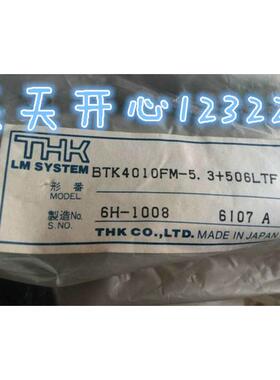 天开心12322
THK
LM SYSTEM
形番
MODEL
BTK4010FM-5.3+506LTF
製造No.
S.NO.
6H-1008
6I07 A
THK CO.,LTD. MADE IN JAPAN